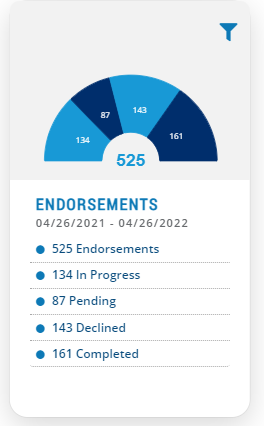 134
87
143
161
525
ENDORSEMENTS
04/26/2021 - 04/26/2022
525 Endorsements
134 In Progress
87 Pending
143 Declined
161 Completed